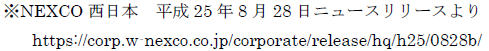 ※NEXCO 西日本　平成 25 年 8 月 28 日ニュースリリースより
https://corp.w-nexco.co.jp/corporate/release/hq/h25/0828b/